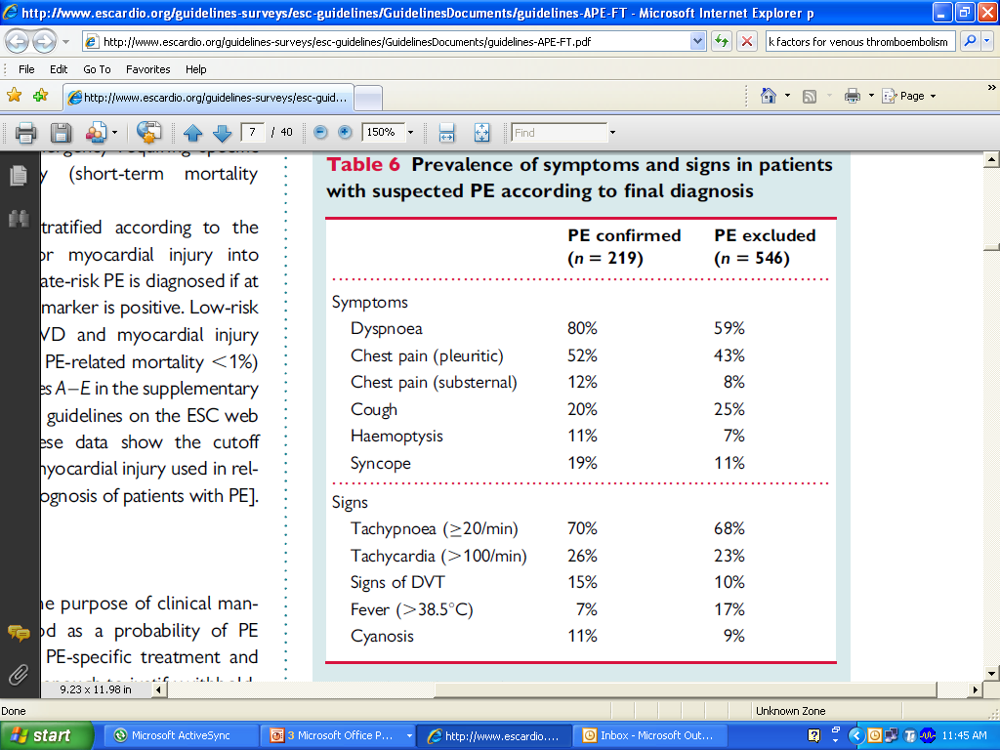 http://www.escardio.org/guidelines-surveys/esc-guidelines/GuidelinesDocuments/guidelines-APE-FT - Microsoft Internet Explorer p
http://www.escardio.org/guidelines-surveys/esc-guidelines/GuidelinesDocuments/guidelines-APE-FT.pdf
k factors for venous thromboembolism
File Edit Go To Favorites Help
http://www.escardio.org/guidelines-surveys/esc-guid...
Page
7 / 40 150% Find
y (short-term mortality
tratified according to the
or myocardial injury into
ate-risk PE is diagnosed if at
marker is positive. Low-risk
VD and myocardial injury
PE-related mortality <1%)
es A–E in the supplementary
guidelines on the ESC web
ese data show the cutoff
nyocardial injury used in rel-
ognosis of patients with PE].
ne purpose of clinical man-
od as a probability of PE
PE-specific treatment and
Table 6 Prevalence of symptoms and signs in patients
with suspected PE according to final diagnosis
PE confirmed PE excluded
(n = 219) (n = 546)
Symptoms
Dyspnoea 80% 59%
Chest pain (pleuritic) 52% 43%
Chest pain (substernal) 12% 8%
Cough 20% 25%
Haemoptysis 11% 7%
Syncope 19% 11%
Signs
Tachypnoea (≥20/min) 70% 68%
Tachycardia (>100/min) 26% 23%
Signs of DVT 15% 10%
Fever (>38.5°C) 7% 17%
Cyanosis 11% 9%
9.23 x 11.98 in
Done Unknown Zone
start Microsoft ActiveSync 3 Microsoft Office P... http://www.escardio.... Inbox - Microsoft Out... 11:45 AM